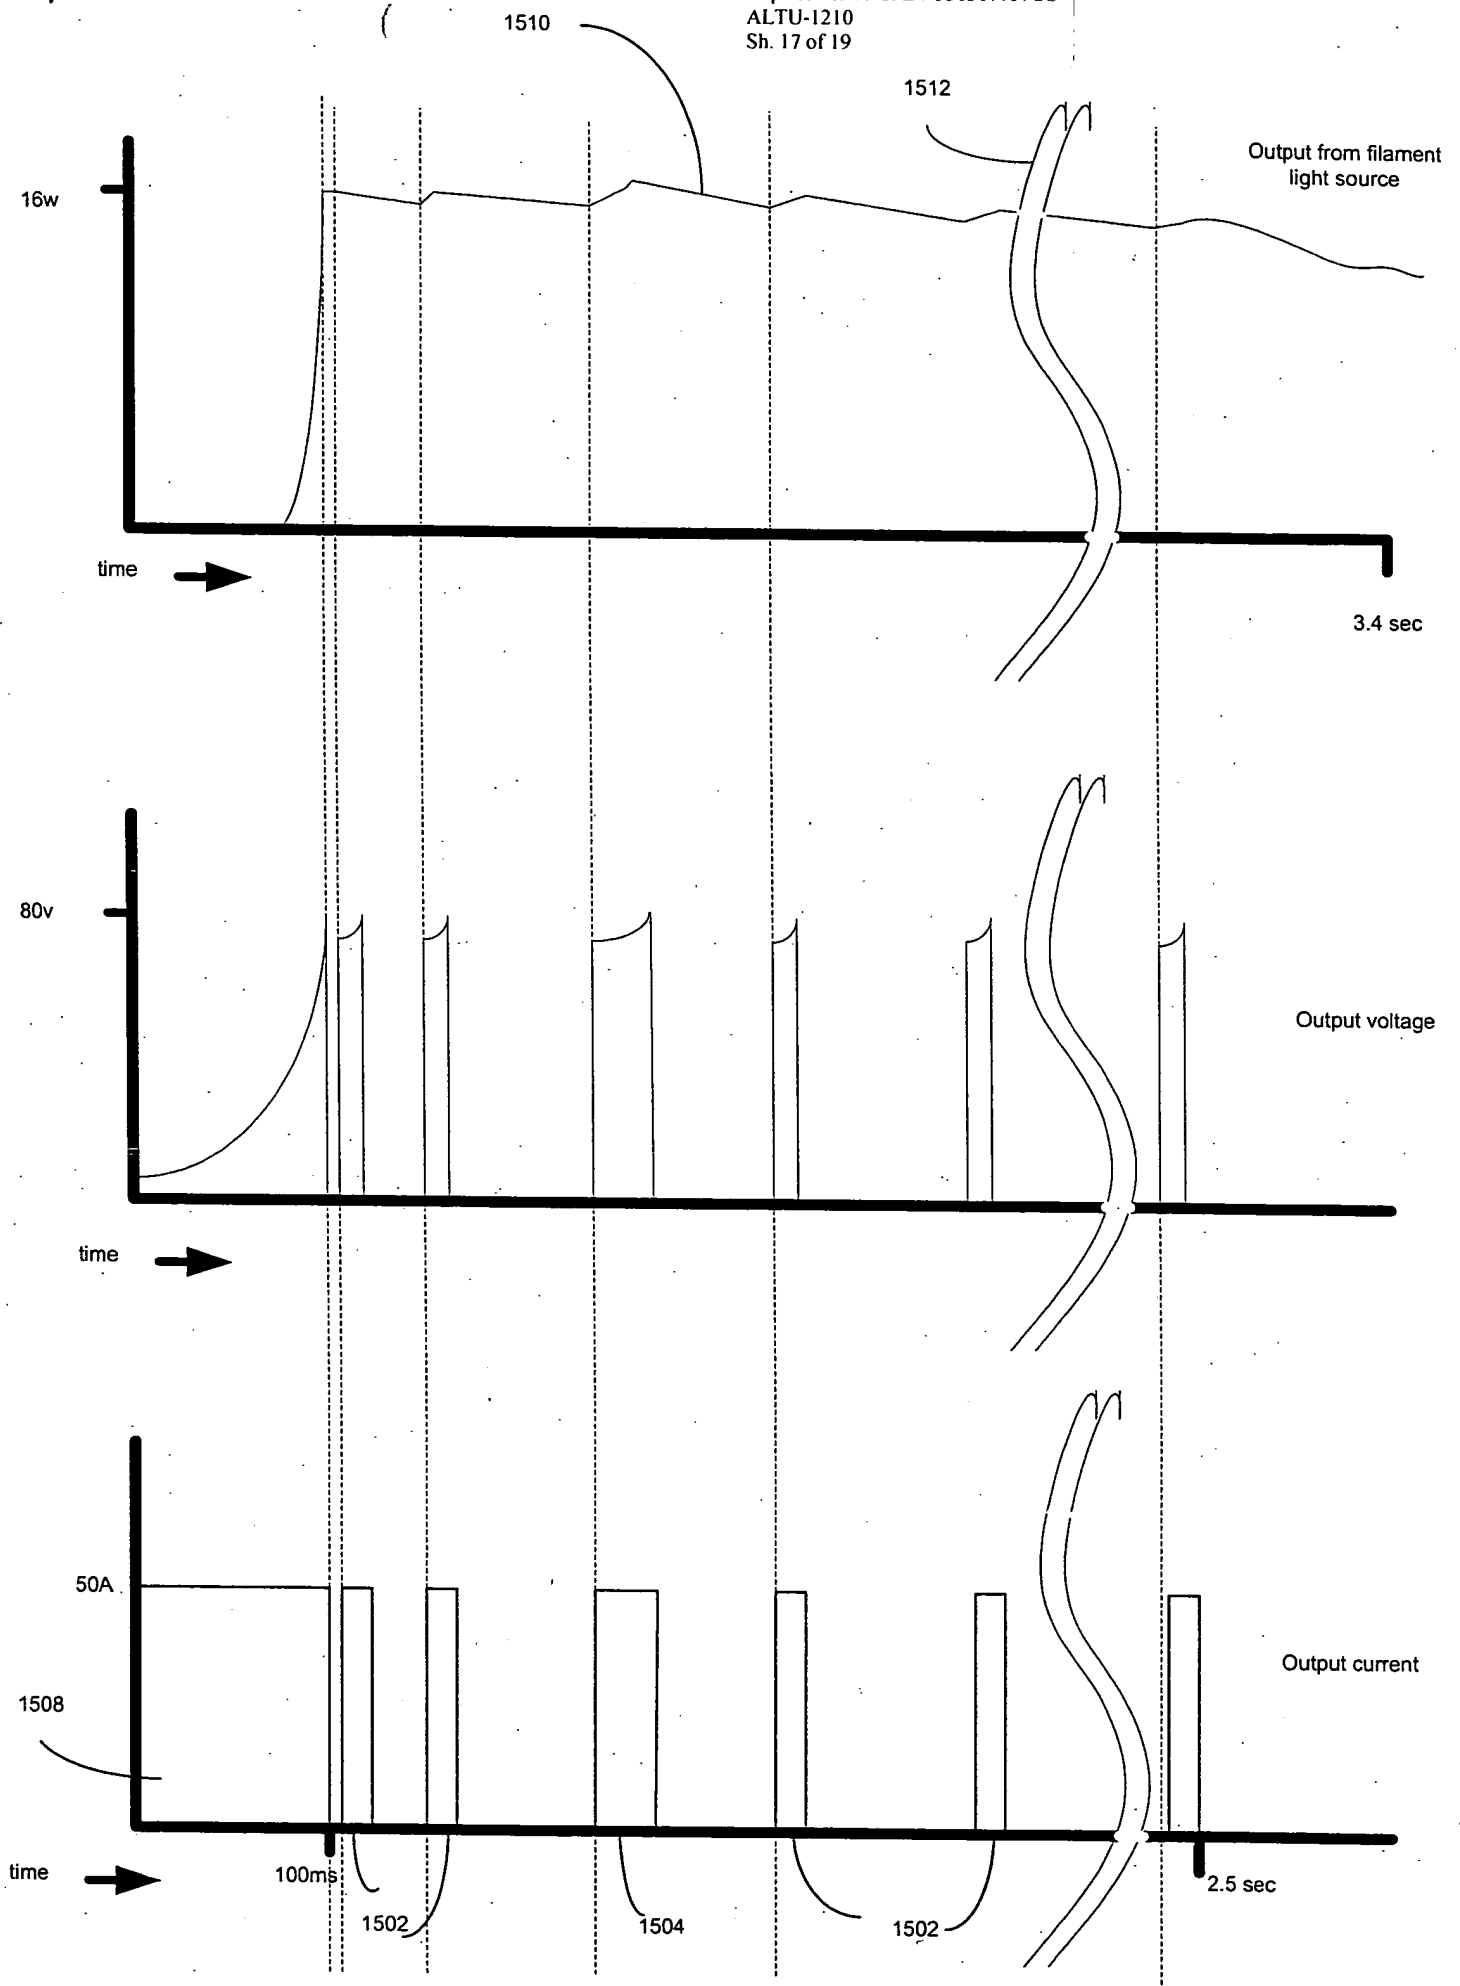 ALTU-1210
Sh. 17 of 19
1510
1512
Output from filament
light source
16w
time
3.4 sec
80v
Output voltage
time
50A
Output current
1508
100ms
2.5 sec
time
1502
1504
1502